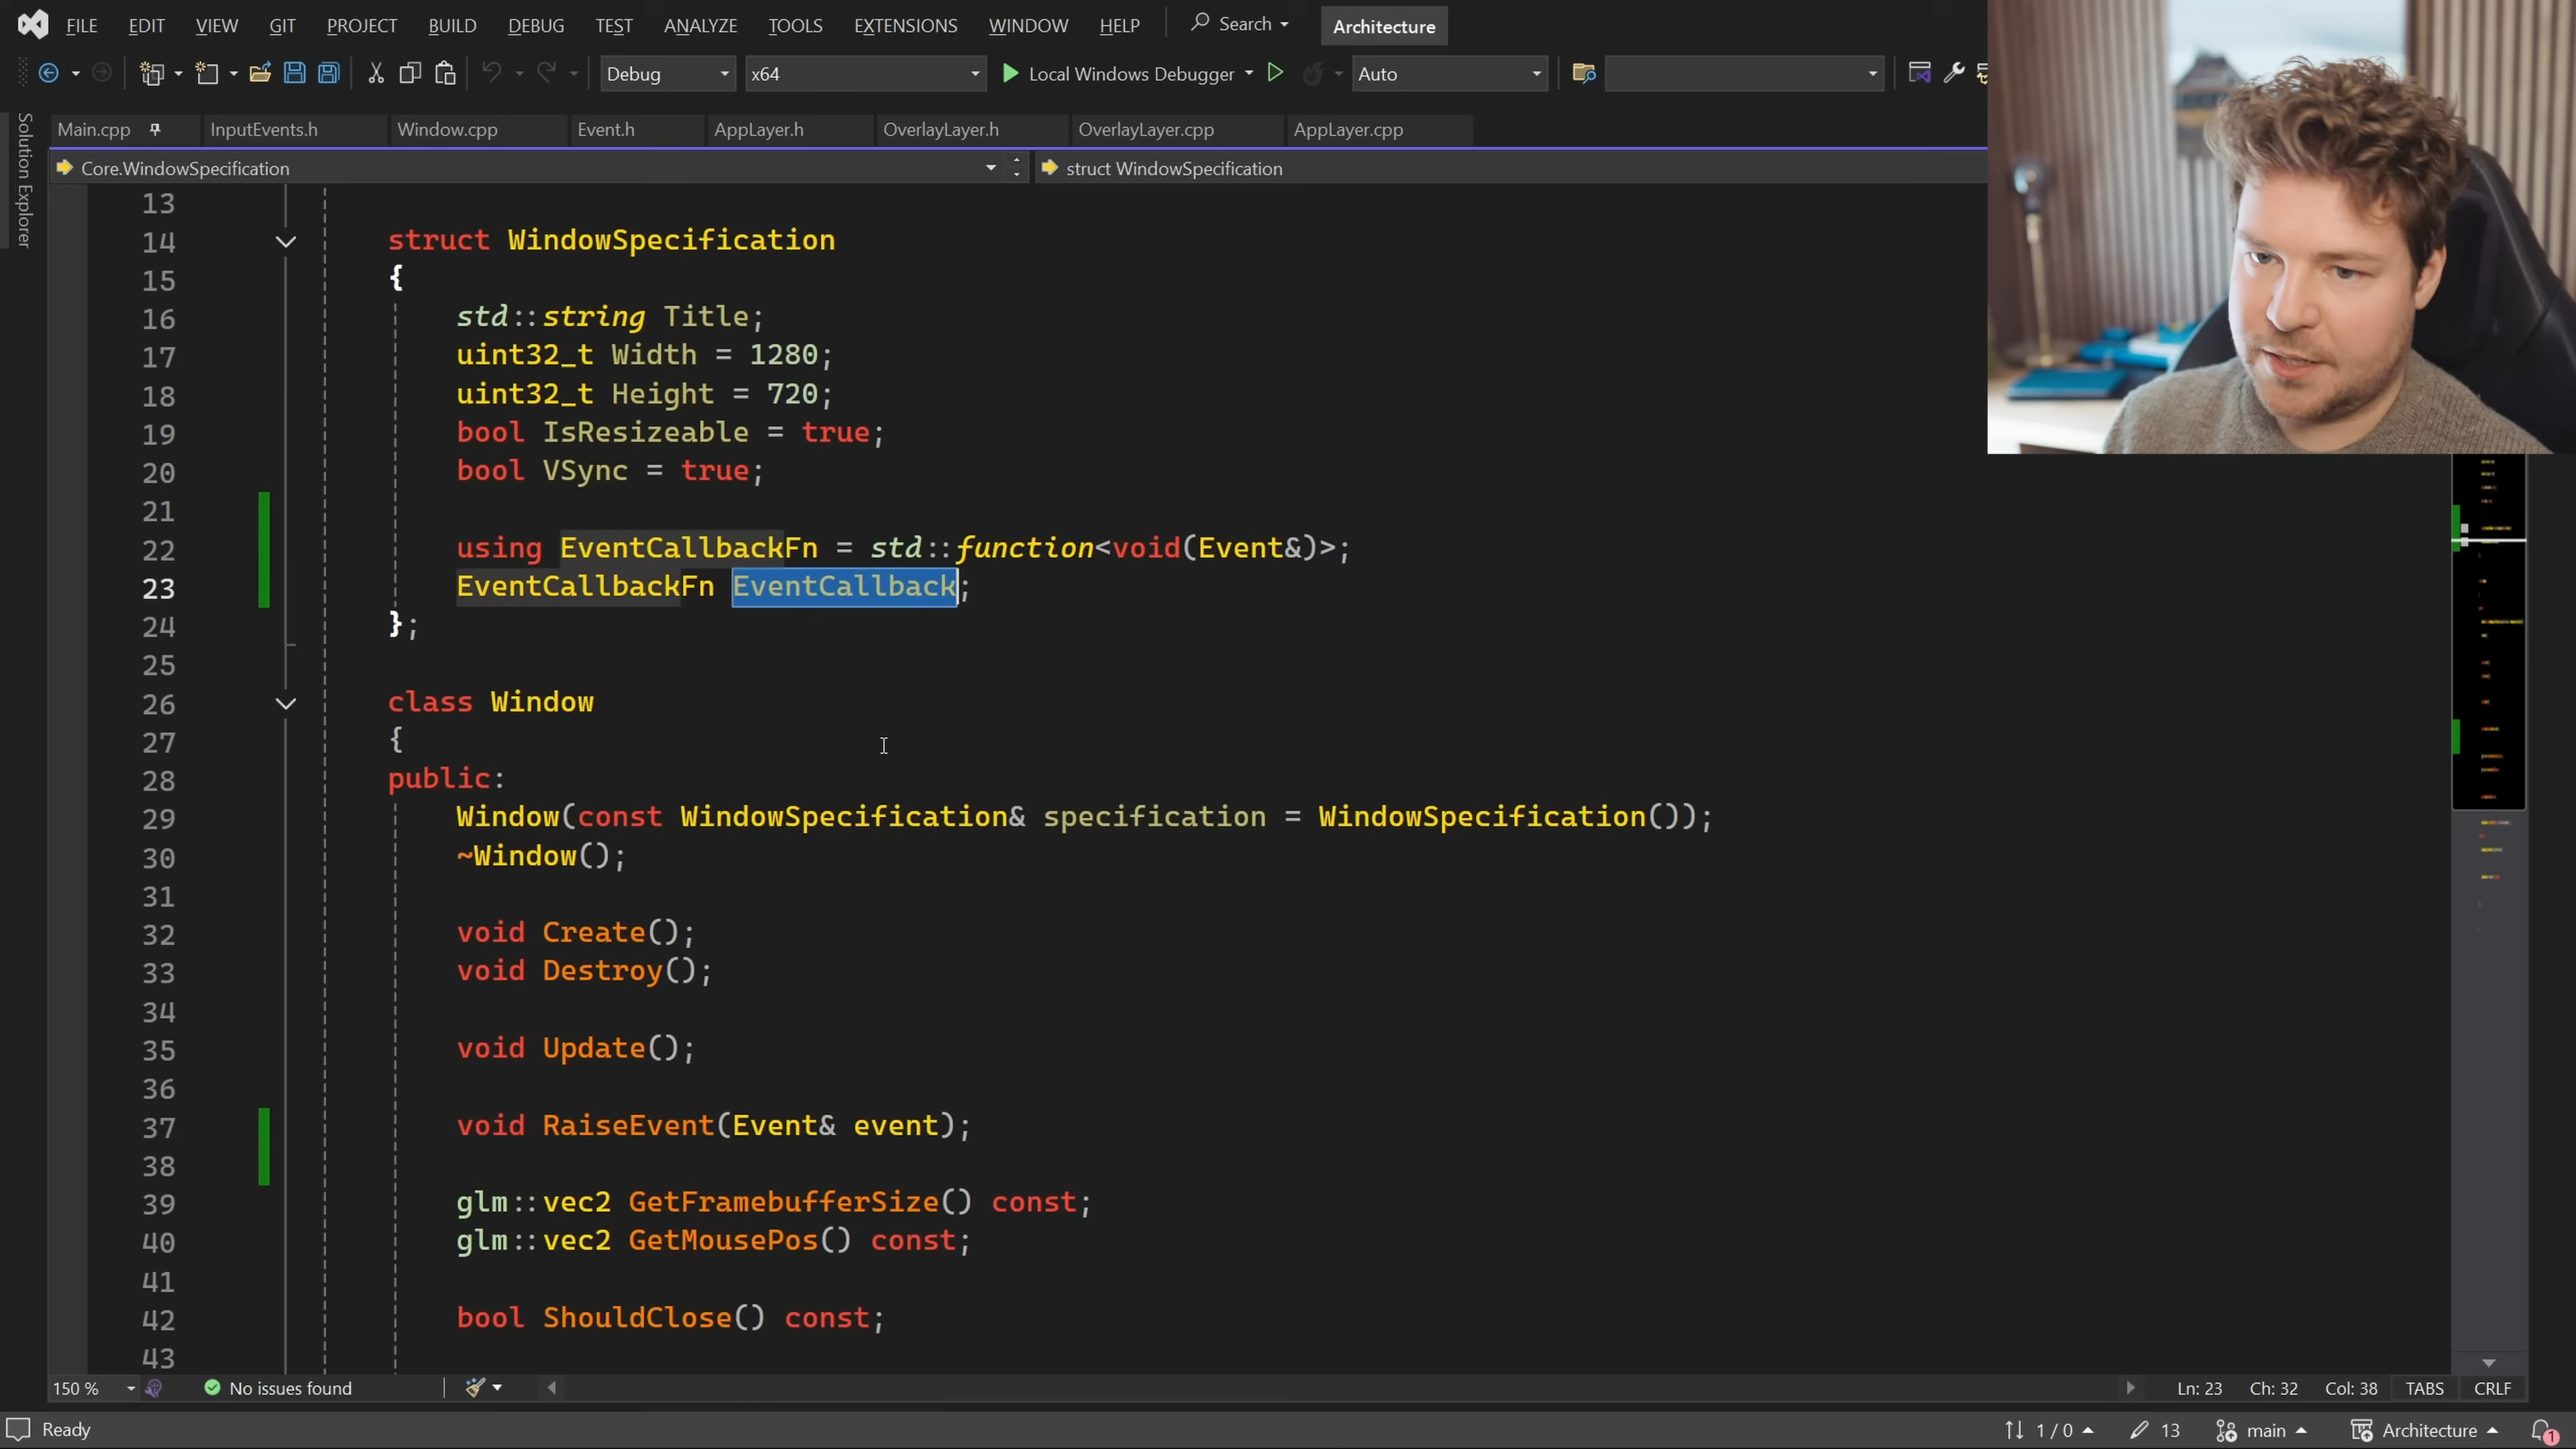 FILE EDIT VIEW GIT PROJECT BUILD DEBUG TEST ANALYZE TOOLS EXTENSIONS WINDOW HELP Search Architecture
Debug x64 Local Windows Debugger Auto
Solution Explorer
Main.cpp InputEvents.h Window.cpp Event.h AppLayer.h OverlayLayer.h OverlayLayer.cpp AppLayer.cpp
Core.WindowSpecification struct WindowSpecification
13
14 struct WindowSpecification
15 {
16 std::string Title;
17 uint32_t Width = 1280;
18 uint32_t Height = 720;
19 bool IsResizeable = true;
20 bool VSync = true;
21
22 using EventCallbackFn = std::function<void(Event&)>;
23 EventCallbackFn EventCallback;
24 };
25
26 class Window
27 {
28 public:
29 Window(const WindowSpecification& specification = WindowSpecification());
30 ~Window();
31
32 void Create();
33 void Destroy();
34
35 void Update();
36
37 void RaiseEvent(Event& event);
38
39 glm::vec2 GetFramebufferSize() const;
40 glm::vec2 GetMousePos() const;
41
42 bool ShouldClose() const;
43
150 % No issues found Ln: 23 Ch: 32 Col: 38 TABS CRLF
Ready 1 / 0 13 main Architecture 1